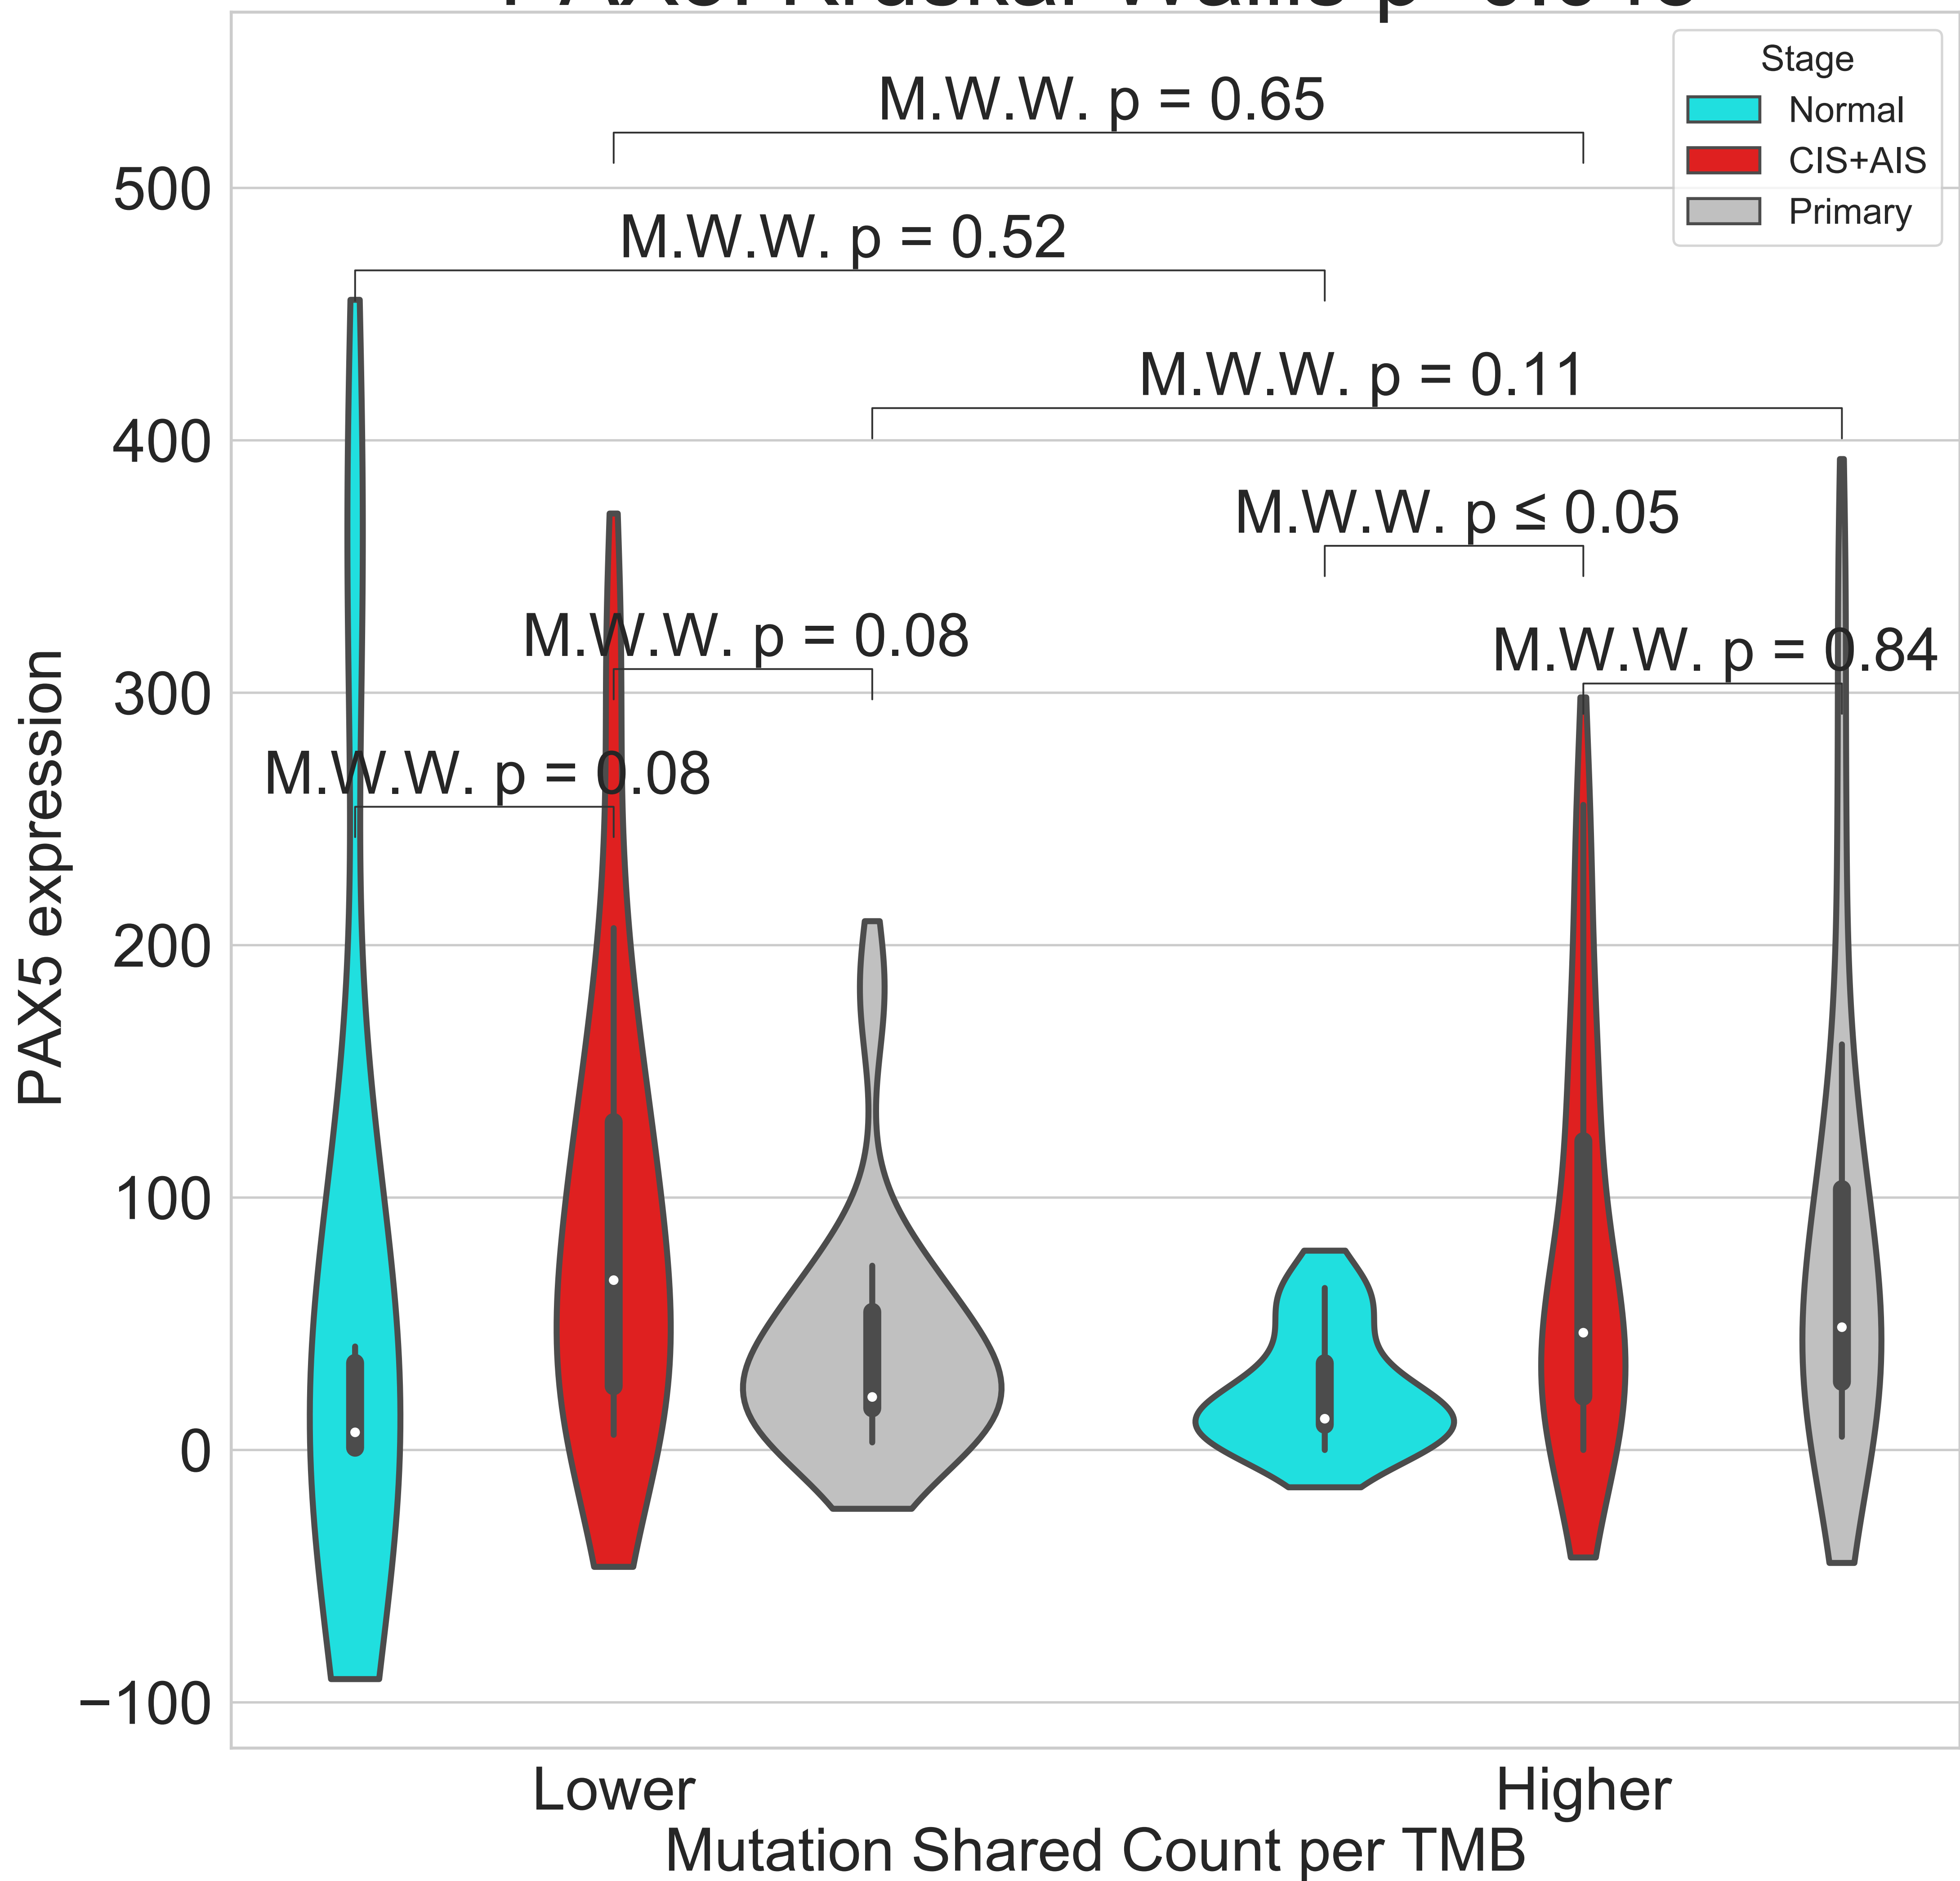 Stage
Normal
CIS+AIS
Primary
M.W.W. p = 0.65
M.W.W. p = 0.52
M.W.W. p = 0.11
M.W.W. p ≤ 0.05
M.W.W. p = 0.08
M.W.W. p = 0.84
M.W.W. p = 0.08
500
400
300
200
100
0
−100
PAX5 expression
Lower
Higher
Mutation Shared Count per TMB